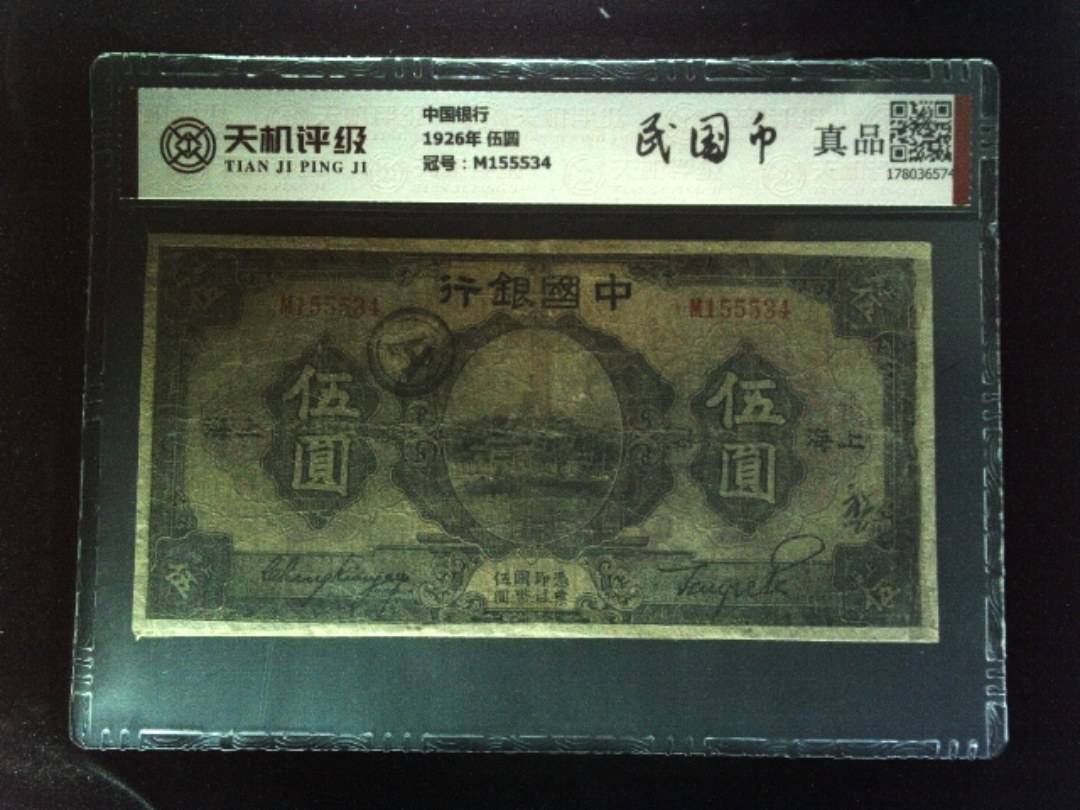 天机评级
TIAN JI PING JI
中国银行
1926年 伍圆
冠号：M155534
民国币
真品
178036574
行銀國中
M155534
M155534
伍
圓
伍
圓
海上
海上
伍